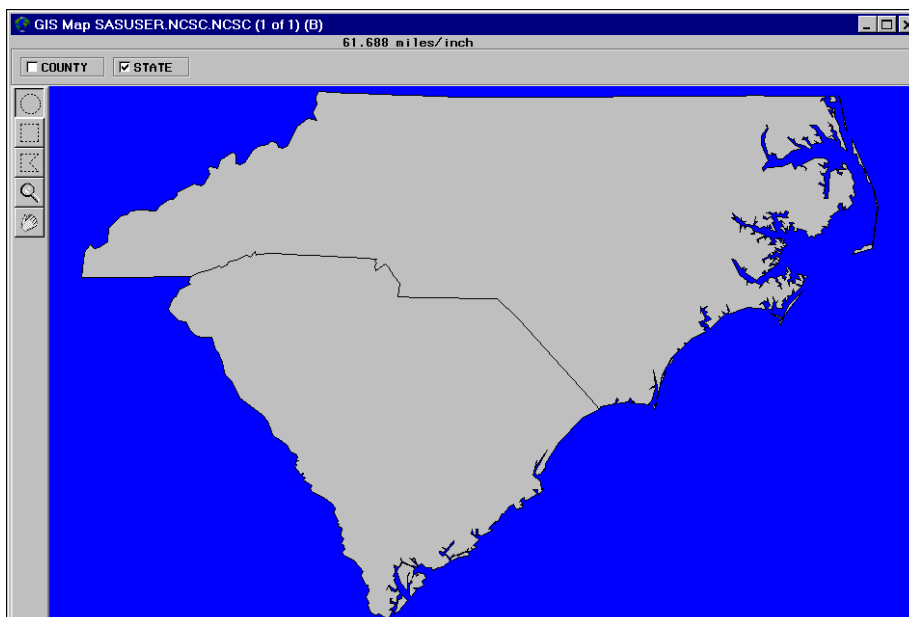 GIS Map SASUSER.NCSC.NCSC (1 of 1) (B)
61.688 miles/inch
COUNTY
STATE